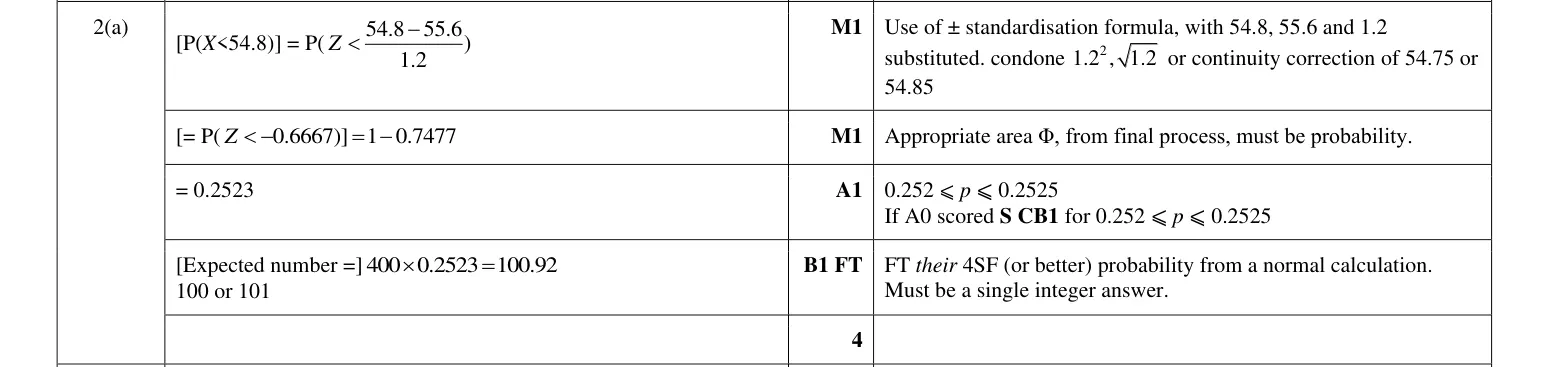 2(a)
[P(X<54.8)] = P( Z < (54.8 − 55.6)/1.2 )
M1
Use of ± standardisation formula, with 54.8, 55.6 and 1.2
substituted. condone 1.2², √1.2 or continuity correction of 54.75 or
54.85
[= P( Z < −0.6667)] = 1 − 0.7477
M1
Appropriate area Φ, from final process, must be probability.
= 0.2523
A1
0.252 ⩽ p ⩽ 0.2525
If A0 scored S CB1 for 0.252 ⩽ p ⩽ 0.2525
[Expected number =] 400 × 0.2523 = 100.92
100 or 101
B1 FT
FT their 4SF (or better) probability from a normal calculation.
Must be a single integer answer.
4